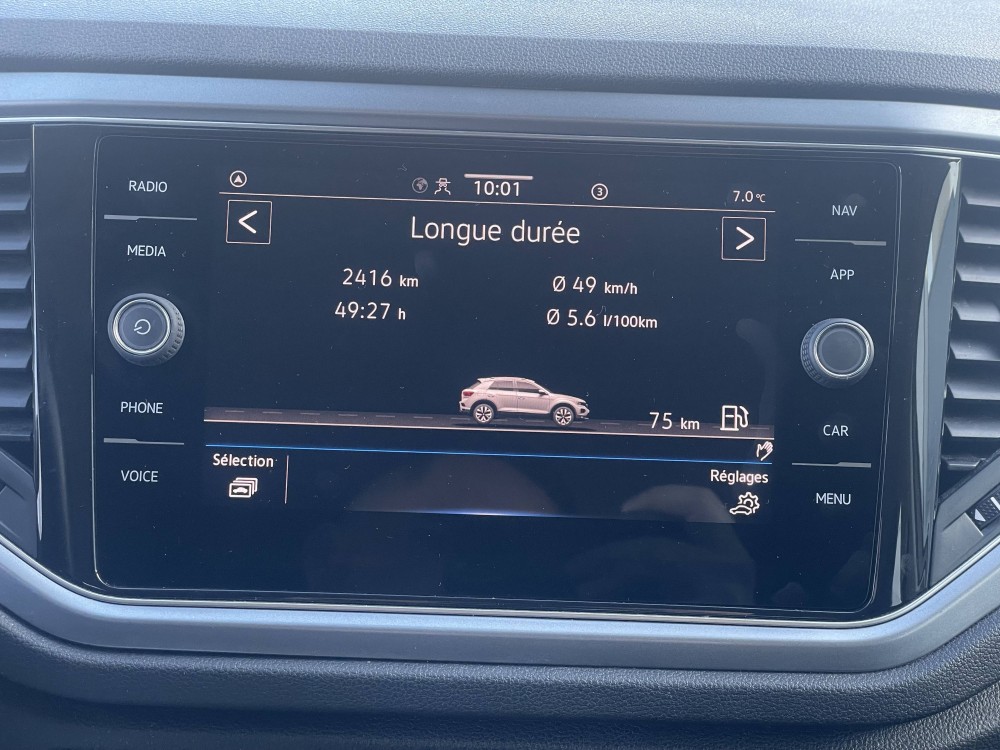 RADIO
MEDIA
PHONE
VOICE
10:01
3
7.0 °C
<
Longue durée
>
2416 km
Ø 49 km/h
49:27 h
Ø 5.6 l/100km
75 km
Sélection
Réglages
NAV
APP
CAR
MENU